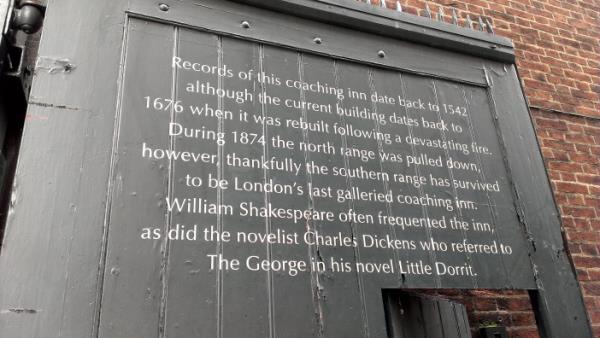 Records of this coaching inn date back to 1542
although the current building dates back to
1676 when it was rebuilt following a devastating fire.
During 1874 the north range was pulled down,
however, thankfully the southern range has survived
to be London's last galleried coaching inn.
William Shakespeare often frequented the inn,
as did the novelist Charles Dickens who referred to
The George in his novel Little Dorrit.